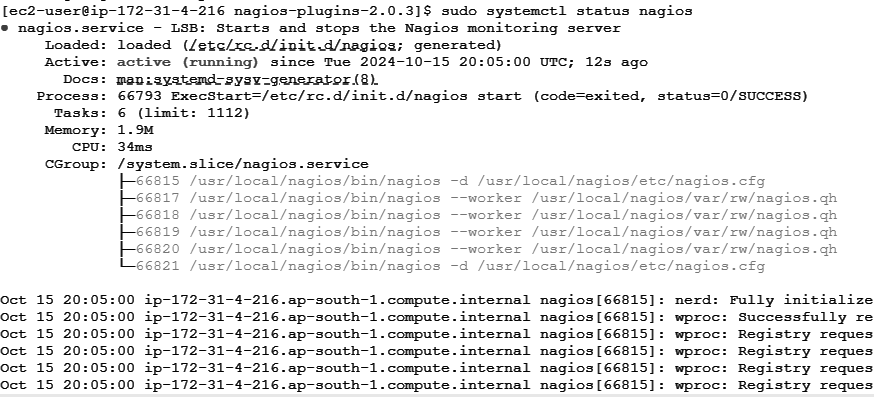 [ec2-user@ip-172-31-4-216 nagios-plugins-2.0.3]$ sudo systemctl status nagios
● nagios.service - LSB: Starts and stops the Nagios monitoring server
Loaded: loaded (/etc/rc.d/init.d/nagios; generated)
Active: active (running) since Tue 2024-10-15 20:05:00 UTC; 12s ago
Docs: man:systemd-sysv-generator(8)
Process: 66793 ExecStart=/etc/rc.d/init.d/nagios start (code=exited, status=0/SUCCESS)
Tasks: 6 (limit: 1112)
Memory: 1.9M
CPU: 34ms
CGroup: /system.slice/nagios.service
├─66815 /usr/local/nagios/bin/nagios -d /usr/local/nagios/etc/nagios.cfg
├─66817 /usr/local/nagios/bin/nagios --worker /usr/local/nagios/var/rw/nagios.qh
├─66818 /usr/local/nagios/bin/nagios --worker /usr/local/nagios/var/rw/nagios.qh
├─66819 /usr/local/nagios/bin/nagios --worker /usr/local/nagios/var/rw/nagios.qh
├─66820 /usr/local/nagios/bin/nagios --worker /usr/local/nagios/var/rw/nagios.qh
└─66821 /usr/local/nagios/bin/nagios -d /usr/local/nagios/etc/nagios.cfg
Oct 15 20:05:00 ip-172-31-4-216.ap-south-1.compute.internal nagios[66815]: nerd: Fully initialize
Oct 15 20:05:00 ip-172-31-4-216.ap-south-1.compute.internal nagios[66815]: wproc: Successfully re
Oct 15 20:05:00 ip-172-31-4-216.ap-south-1.compute.internal nagios[66815]: wproc: Registry reques
Oct 15 20:05:00 ip-172-31-4-216.ap-south-1.compute.internal nagios[66815]: wproc: Registry reques
Oct 15 20:05:00 ip-172-31-4-216.ap-south-1.compute.internal nagios[66815]: wproc: Registry reques
Oct 15 20:05:00 ip-172-31-4-216.ap-south-1.compute.internal nagios[66815]: wproc: Registry reques